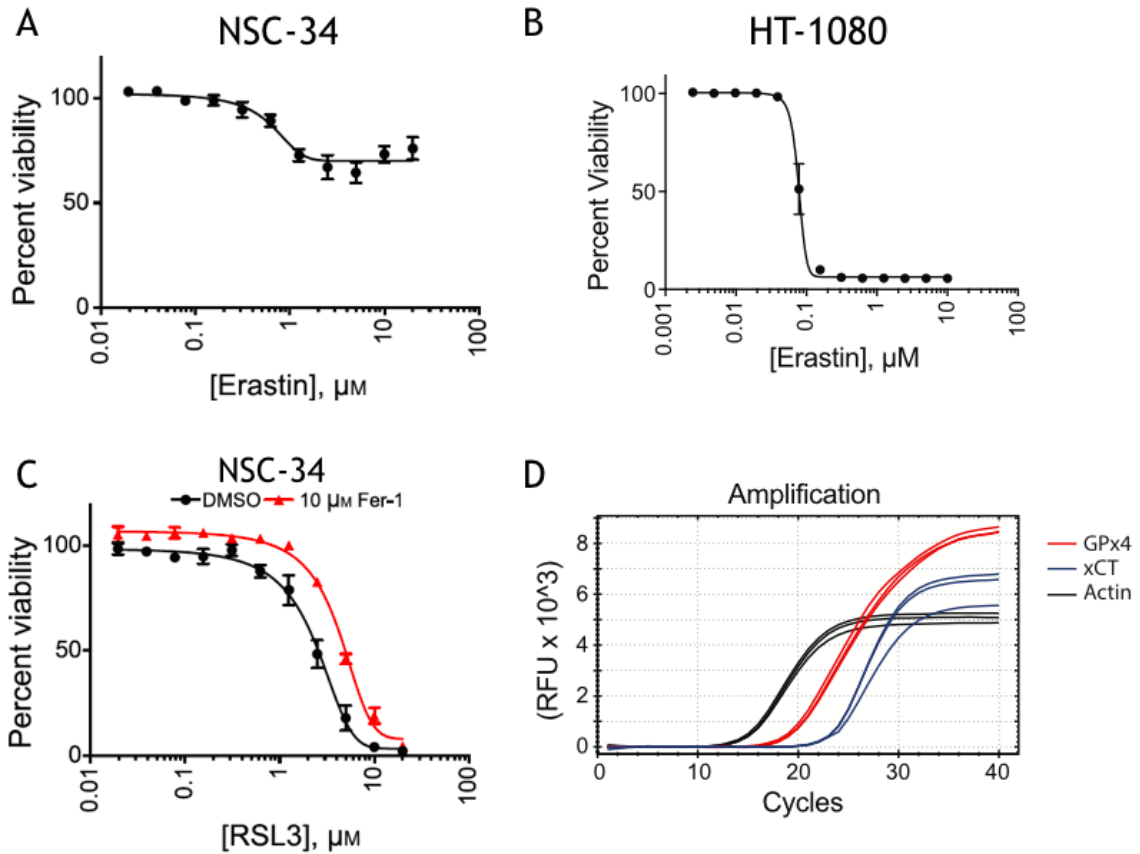 A
NSC-34
Percent viability
100
50
0
0.01
0.1
1
10
100
[Erastin], µM
B
HT-1080
Percent Viability
100
50
0
0.001
0.01
0.1
1
10
100
[Erastin], µM
C
NSC-34
DMSO 10 µM Fer-1
Percent viability
100
50
0
0.01
0.1
1
10
100
[RSL3], µM
D
Amplification
(RFU x 10^3)
8
6
4
2
0
0
10
20
30
40
Cycles
GPx4
xCT
Actin